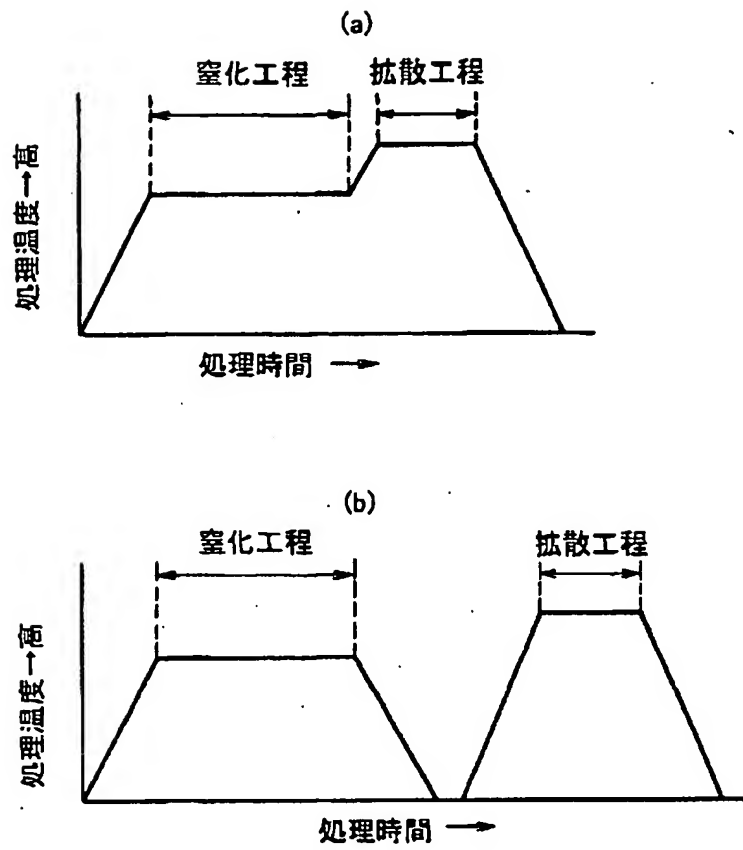 (a)
窒化工程
拡散工程
処理温度→高
処理時間 →
(b)
窒化工程
拡散工程
処理温度→高
処理時間 →